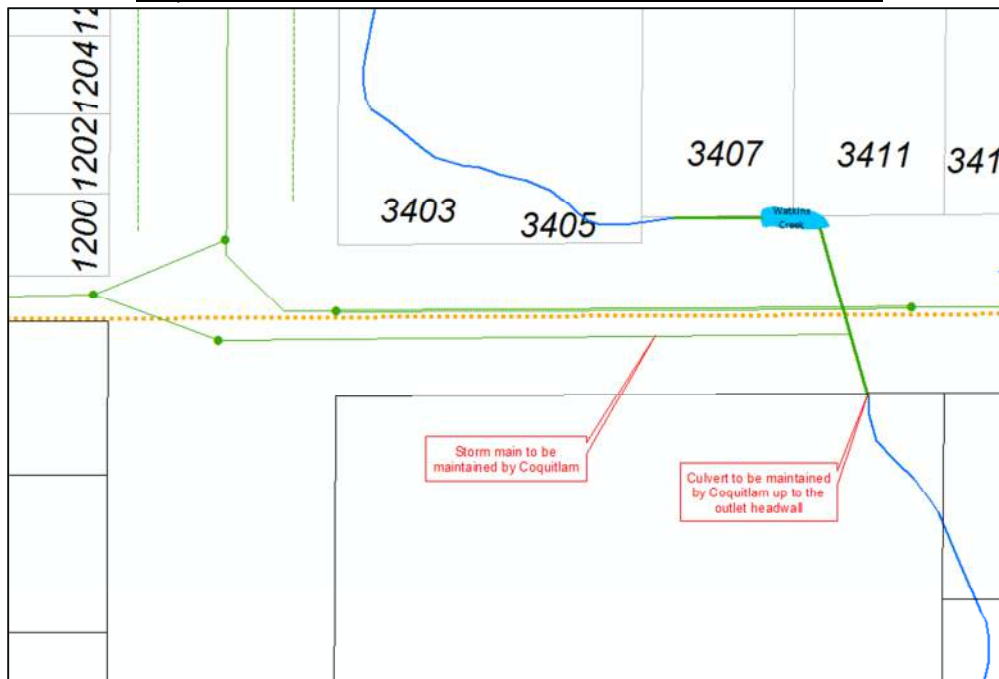 1204
1202
1200
3403
3405
3407
3411
341
Watkins
Creek
Storm main to be
maintained by Coquitlam
Culvert to be maintained
by Coquitlam up to the
outlet headwall